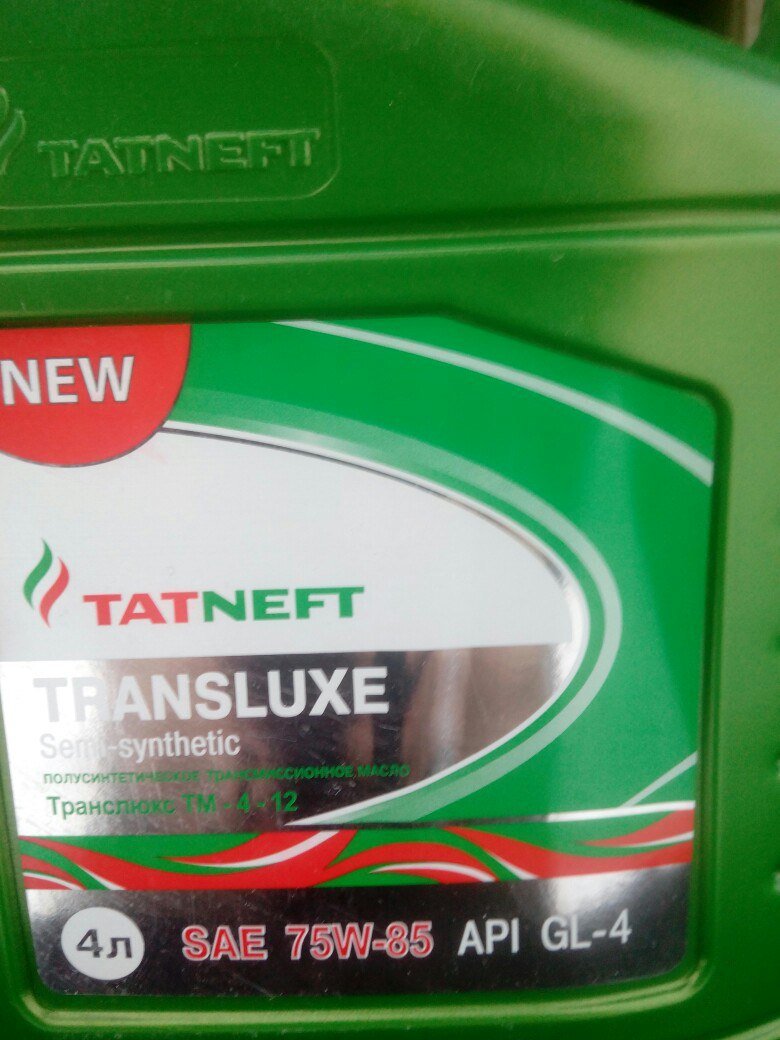 TATNEFT
NEW
TATNEFT
TRANSLUXE
Semi-synthetic
ПОЛУСИНТЕТИЧЕСКОЕ ТРАНСМИССИОННОЕ МАСЛО
Транслюкс ТМ - 4 - 12
4л SAE 75W-85 API GL-4